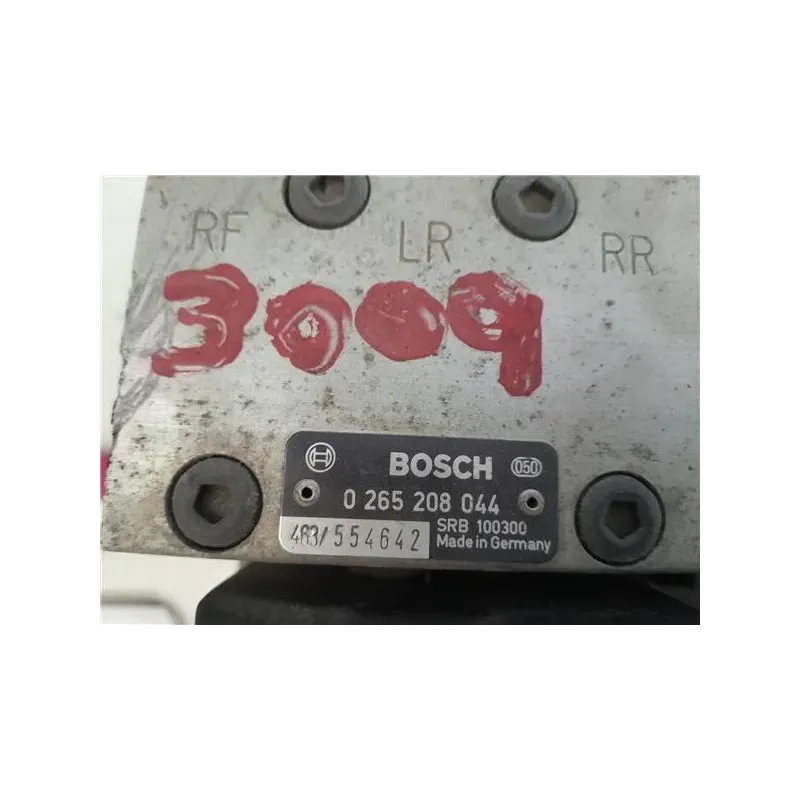 RF LR RR
3009
BOSCH 050
0 265 208 044
SRB 100300
463/554642 Made in Germany